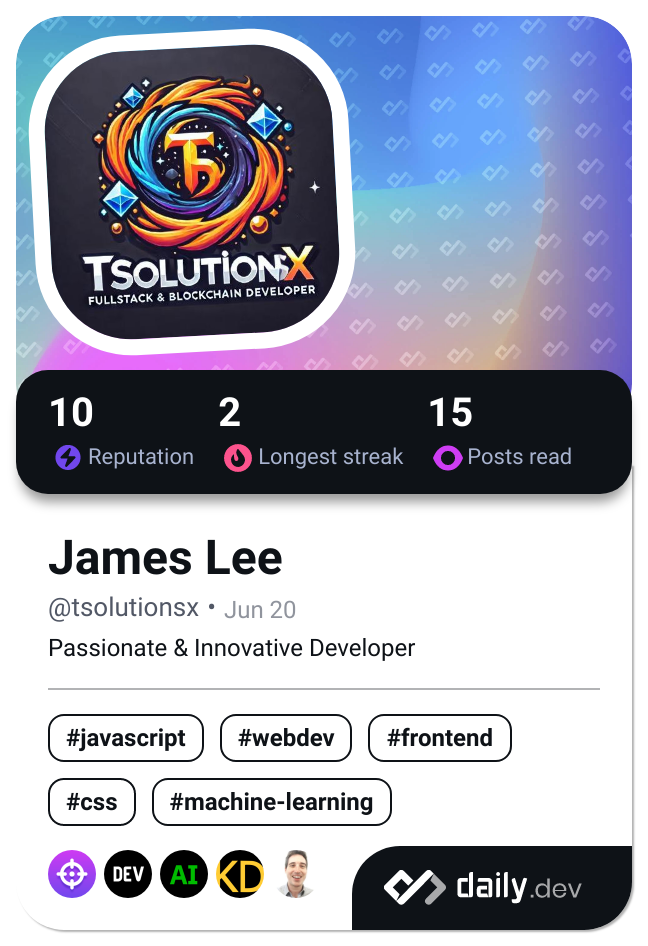 TSOLUTIONSX
FULLSTACK & BLOCKCHAIN DEVELOPER
10 2 15
Reputation Longest streak Posts read
James Lee
@tsolutionsx • Jun 20
Passionate & Innovative Developer
#javascript #webdev #frontend
#css #machine-learning
DEV AI KD
daily.dev